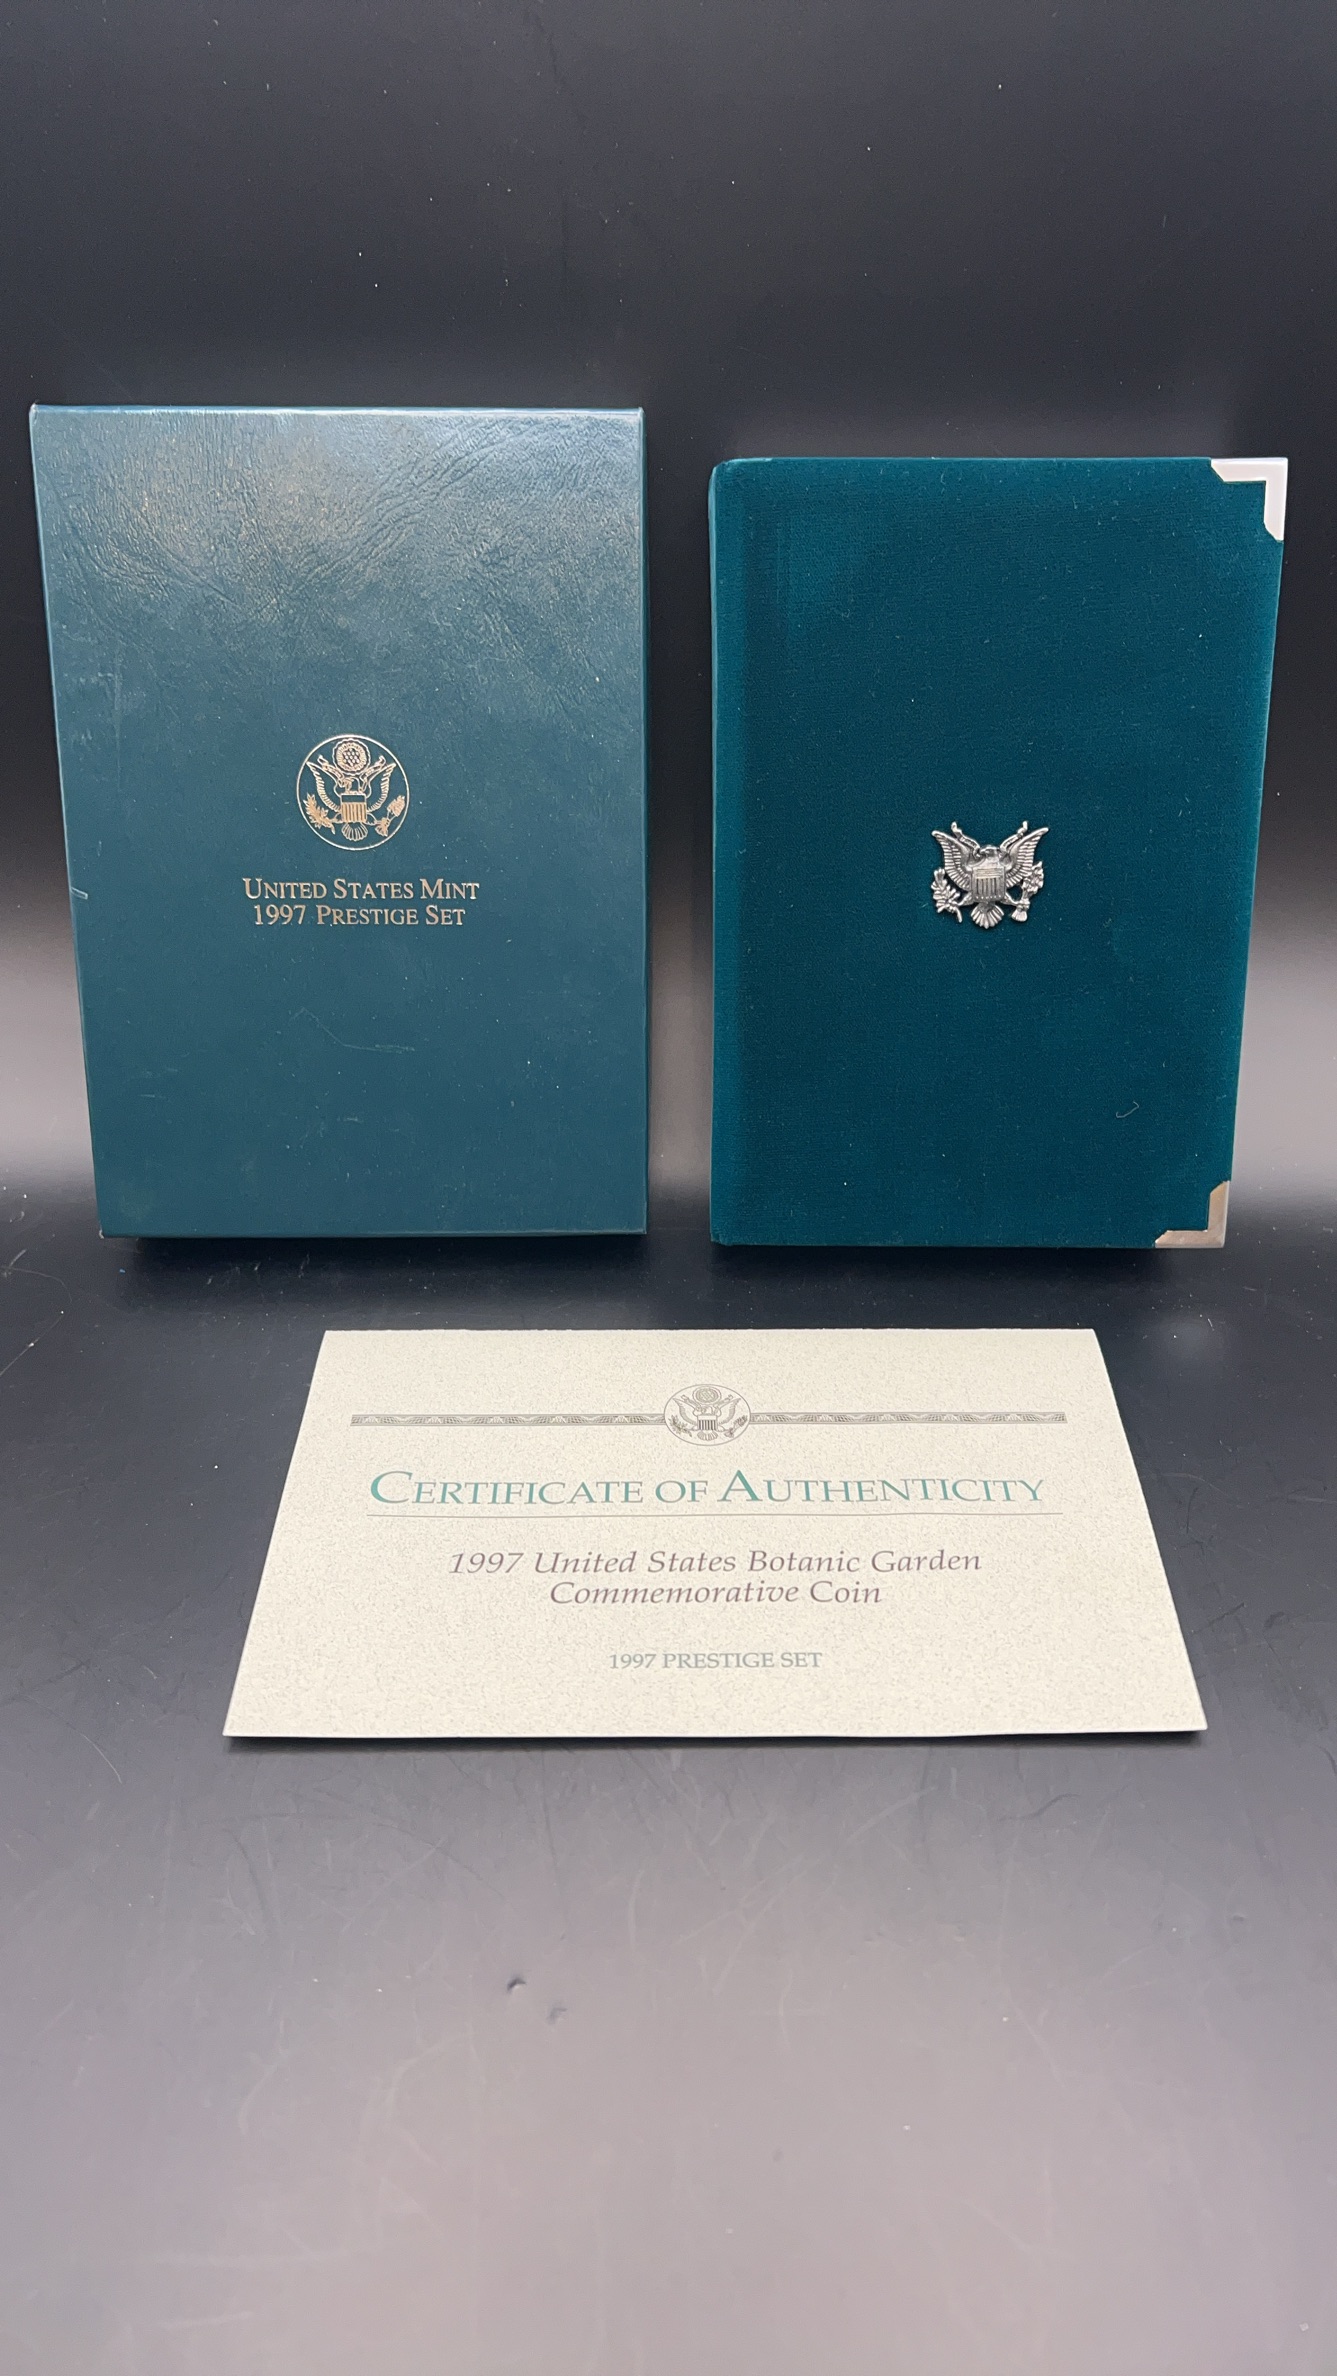 United States Mint
1997 Prestige Set
Certificate of Authenticity
1997 United States Botanic Garden
Commemorative Coin
1997 PRESTIGE SET